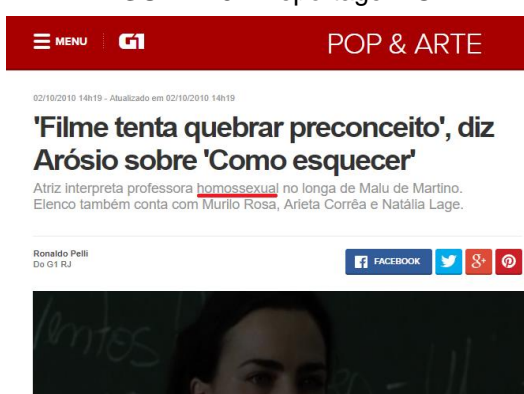 MENU G1 POP & ARTE
02/10/2010 14h19 - Atualizado em 02/10/2010 14h19
'Filme tenta quebrar preconceito', diz
Arósio sobre 'Como esquecer'
Atriz interpreta professora homossexual no longa de Malu de Martino.
Elenco também conta com Murilo Rosa, Arieta Corrêa e Natália Lage.
Ronaldo Pelli
Do G1 RJ
FACEBOOK